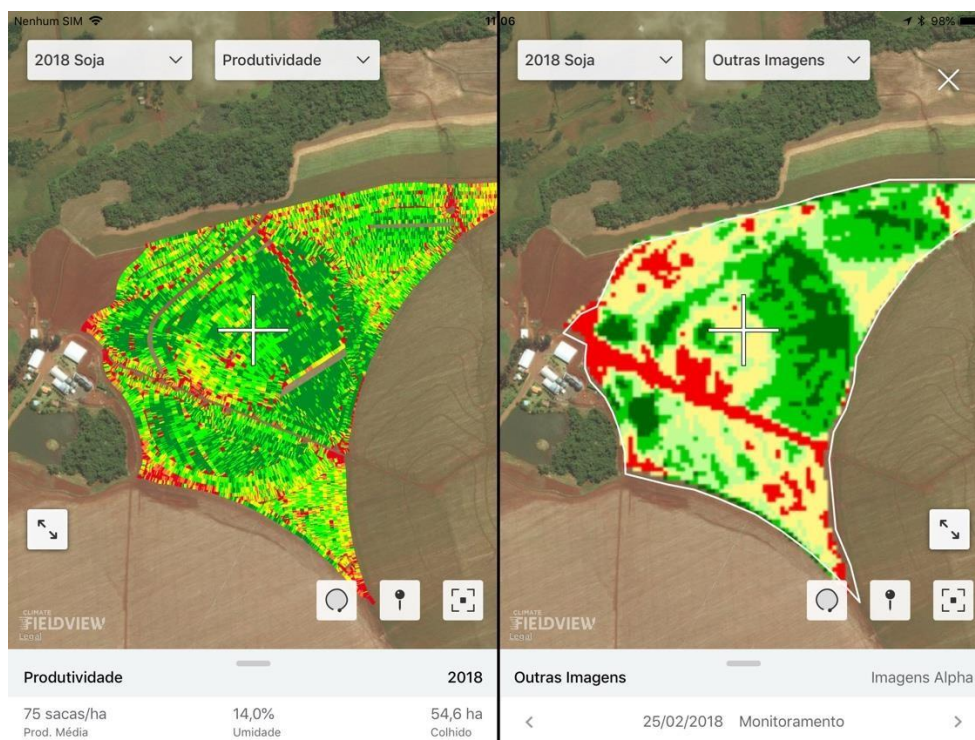 Nenhum SIM
11:06
98%
2018 Soja
Produtividade
2018 Soja
Outras Imagens
CLIMATE
FIELDVIEW
Legal
CLIMATE
FIELDVIEW
Legal
Produtividade
2018
75 sacas/ha
14,0%
54,6 ha
Prod. Média
Umidade
Colhido
Outras Imagens
Imagens Alpha
25/02/2018
Monitoramento